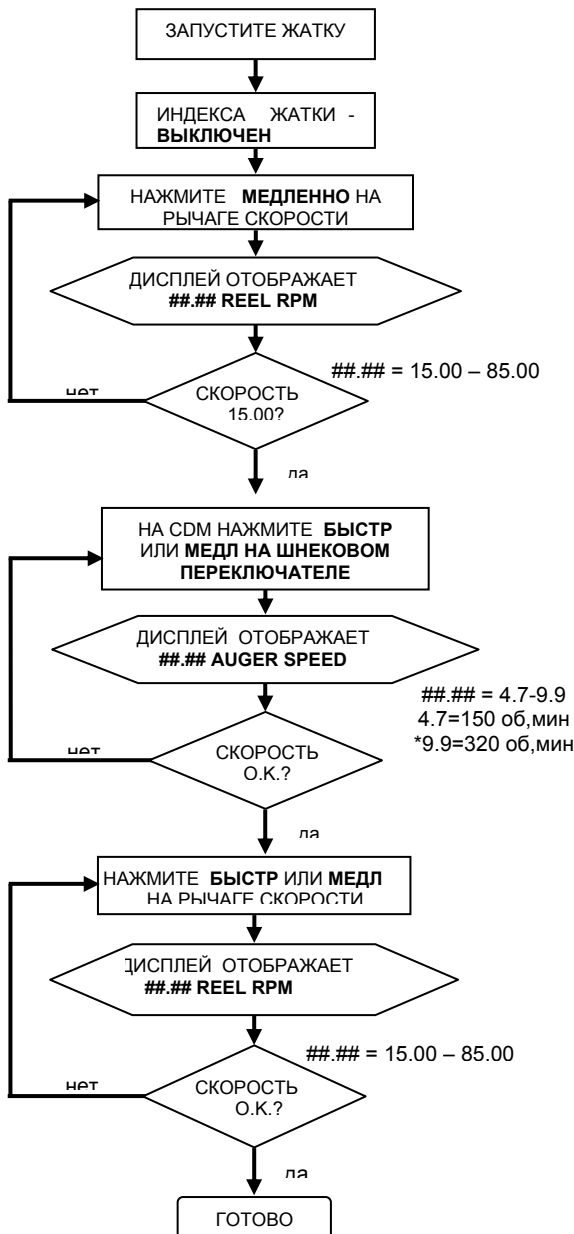 ЗАПУСТИТЕ ЖАТКУ
ИНДЕКСА ЖАТКИ -
ВЫКЛЮЧЕН
НАЖМИТЕ МЕДЛЕННО НА
РЫЧАГЕ СКОРОСТИ
ДИСПЛЕЙ ОТОБРАЖАЕТ
##.## REEL RPM
##.## = 15.00 – 85.00
нет
СКОРОСТЬ
15.00?
да
НА CDM НАЖМИТЕ БЫСТР
ИЛИ МЕДЛ НА ШНЕКОВОМ
ПЕРЕКЛЮЧАТЕЛЕ
ДИСПЛЕЙ ОТОБРАЖАЕТ
##.## AUGER SPEED
##.## = 4.7-9.9
4.7=150 об,мин
*9.9=320 об,мин
нет
СКОРОСТЬ
O.K.?
да
НАЖМИТЕ БЫСТР ИЛИ МЕДЛ
НА РЫЧАГЕ СКОРОСТИ
ДИСПЛЕЙ ОТОБРАЖАЕТ
##.## REEL RPM
##.## = 15.00 – 85.00
нет
СКОРОСТЬ
O.K.?
да
ГОТОВО